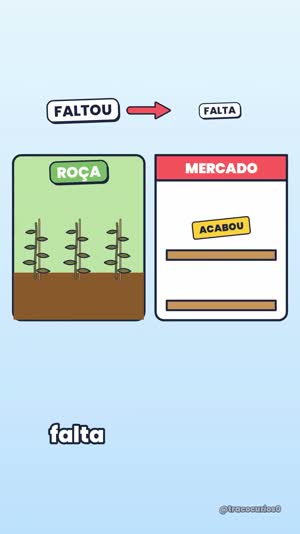 FALTOU
FALTA
ROÇA
MERCADO
ACABOU
falta
@tracocurioso